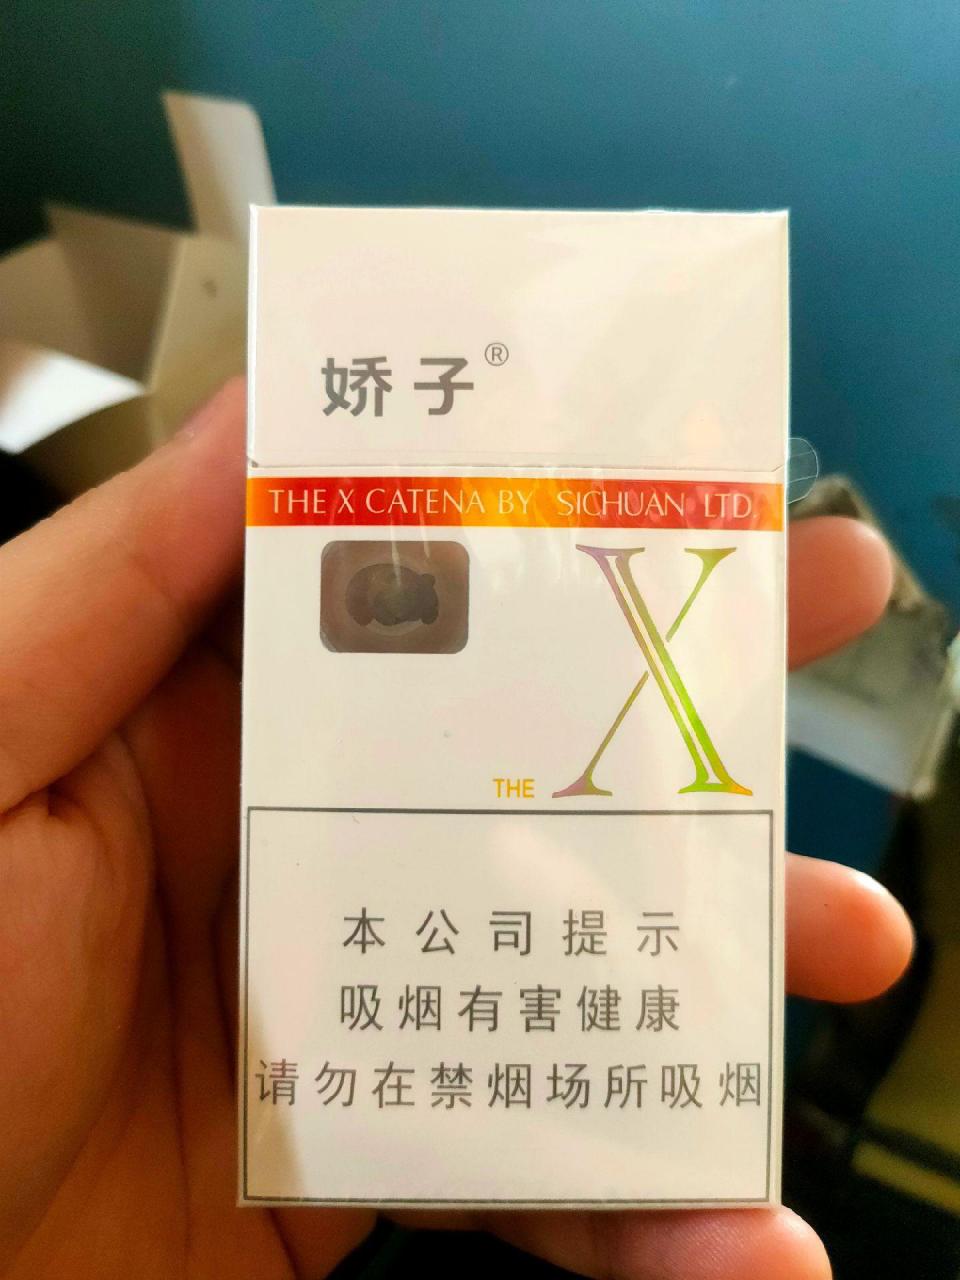 娇子®
THE X CATENA BY SICHUAN LTD.
THE X
本公司提示
吸烟有害健康
请勿在禁烟场所吸烟